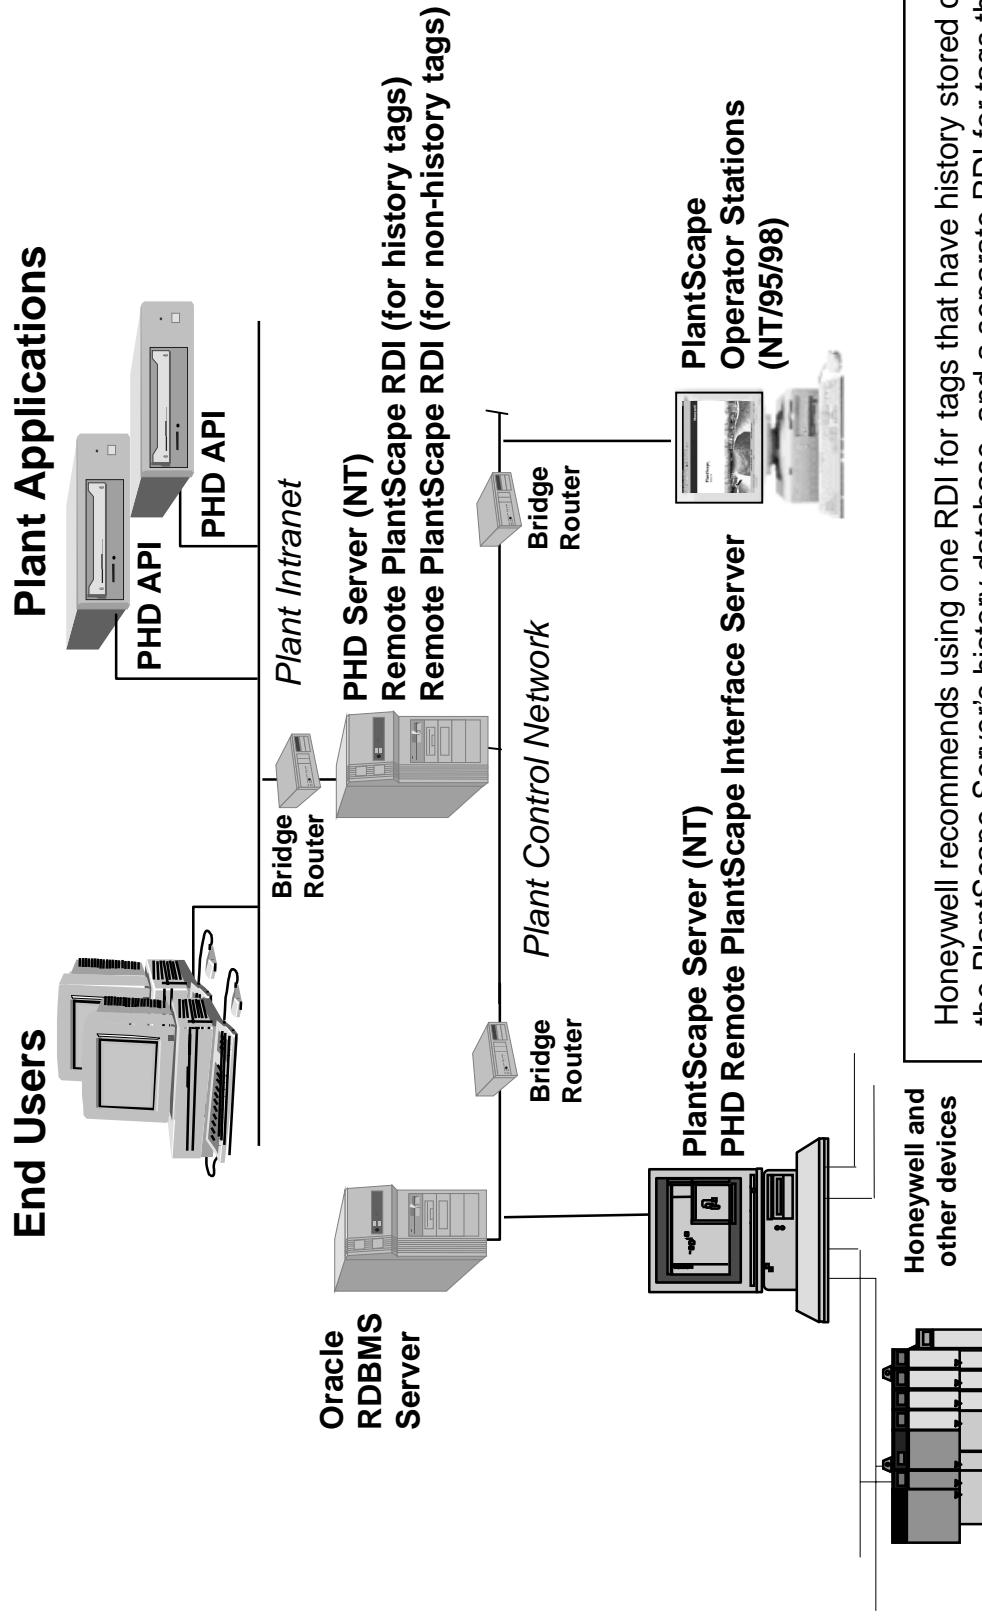 End Users
Plant Applications
PHD API
PHD API
Plant Intranet
Bridge
Router
Oracle
RDBMS
Server
PHD Server (NT)
Remote PlantScape RDI (for history tags)
Remote PlantScape RDI (for non-history tags)
Bridge
Router
Plant Control Network
Bridge
Router
PlantScape Server (NT)
PHD Remote PlantScape Interface Server
PlantScape
Operator Stations
(NT/95/98)
Honeywell and
other devices
Honeywell recommends using one RDI for tags that have history stored
the PlantScape Server's history database, and a separate RDI for tags